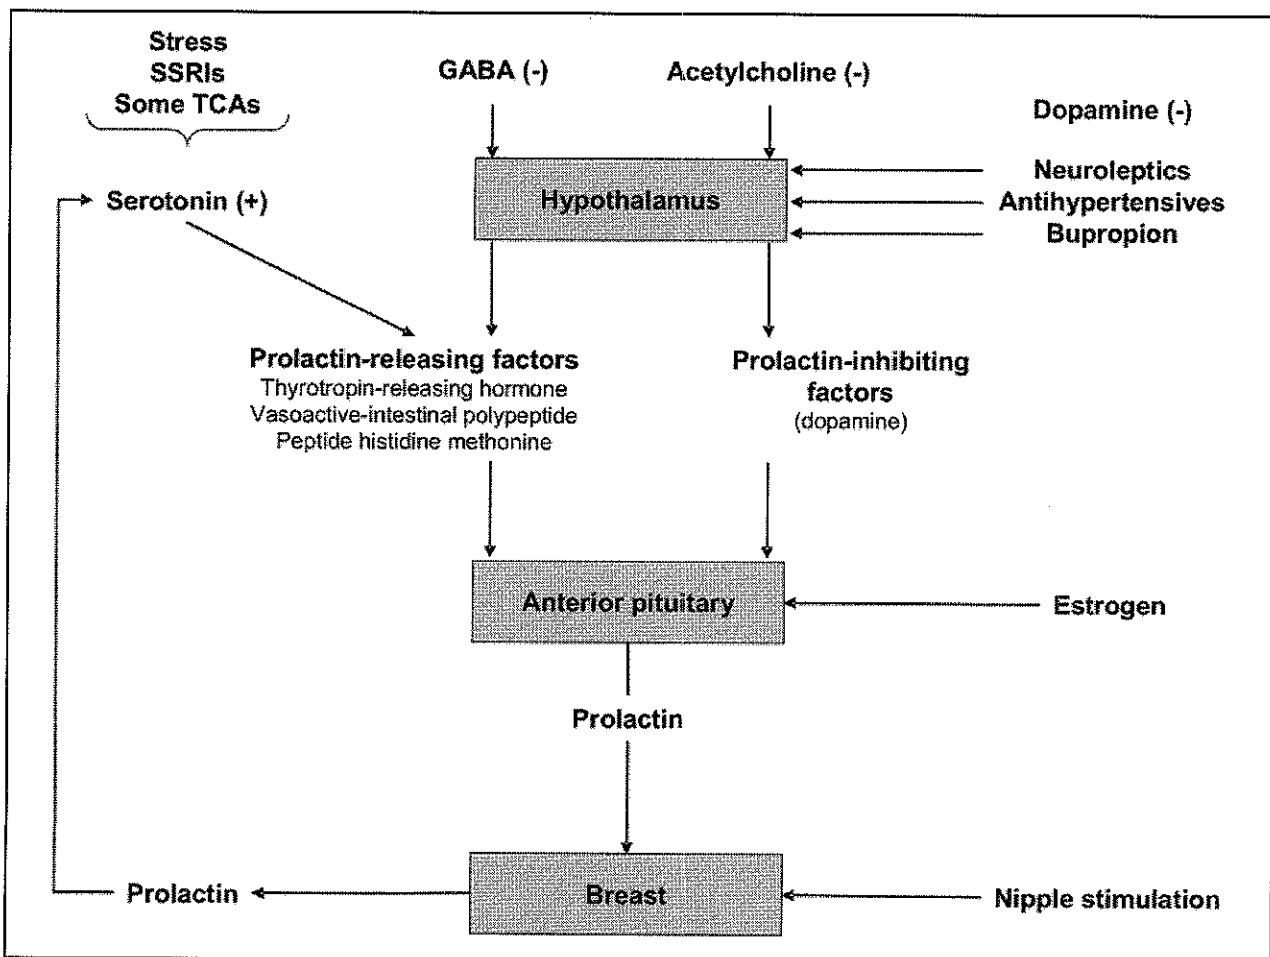 Stress
SSRIs
Some TCAs
GABA (-)
Acetylcholine (-)
Dopamine (-)
Serotonin (+)
Hypothalamus
Neuroleptics
Antihypertensives
Bupropion
Prolactin-releasing factors
Thyrotropin-releasing hormone
Vasoactive-intestinal polypeptide
Peptide histidine methonine
Prolactin-inhibiting
factors
(dopamine)
Anterior pituitary
Estrogen
Prolactin
Prolactin
Breast
Nipple stimulation